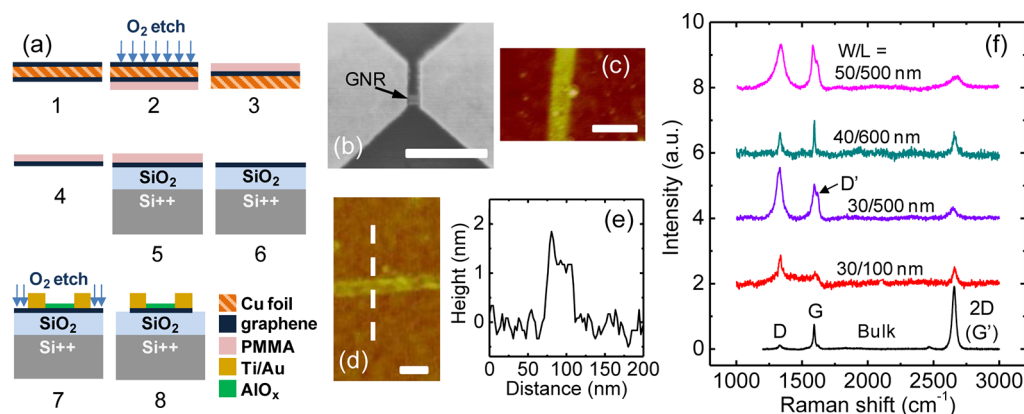 (a)
O₂ etch
1
2
3
4
SiO₂
Si++
5
SiO₂
Si++
6
O₂ etch
SiO₂
Si++
7
SiO₂
Si++
8
Cu foil
graphene
PMMA
Ti/Au
AlOₓ
GNR
(b)
(c)
(d)
(e)
Height (nm)
2
1
0
0
50
100
150
200
Distance (nm)
(f)
Intensity (a.u.)
10
8
6
4
2
0
W/L =
50/500 nm
40/600 nm
D'
30/500 nm
30/100 nm
D
G
Bulk
2D
(G')
1000
1500
2000
2500
3000
Raman shift (cm⁻¹)